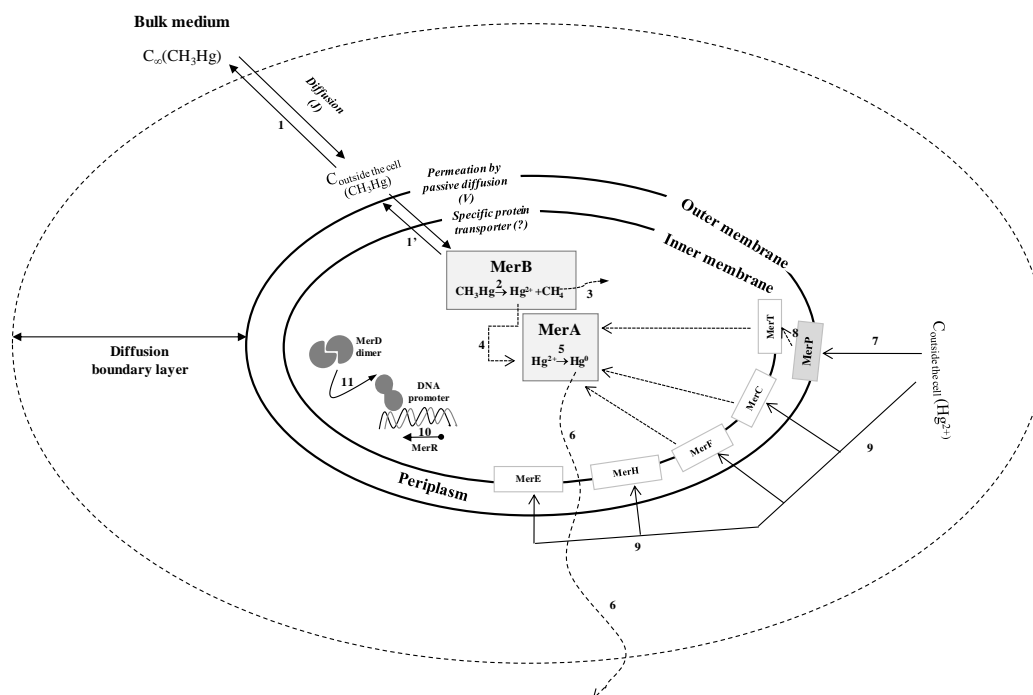 Bulk medium
C∞(CH3Hg)
Diffusion
(J)
1
C outside the cell
(CH3Hg)
Permeation by
passive diffusion
(V)
Specific protein
transporter (?)
1’
Outer membrane
Inner membrane
MerB
CH3Hg→Hg2+ +CH4
2
3
MerA
4
5
Hg2+→Hg0
6
MerT
8
MerP
7
C outside the cell (Hg2+)
Diffusion
boundary layer
MerD
dimer
11
DNA
promoter
10
MerR
MerC
MerF
MerH
MerE
9
9
Periplasm
6